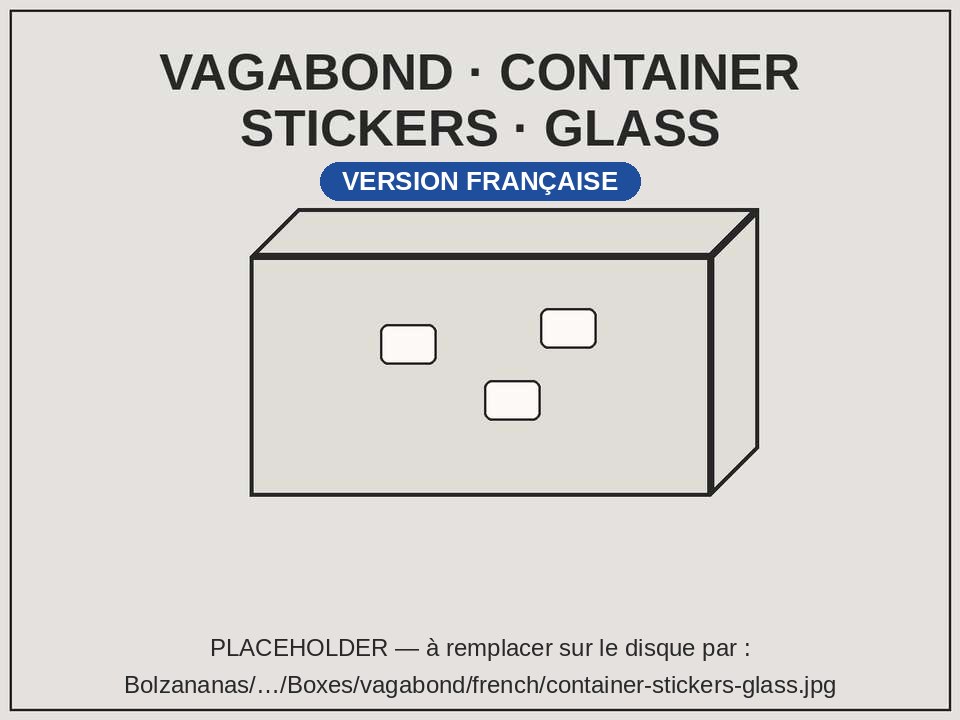 VAGABOND · CONTAINER
STICKERS · GLASS
VERSION FRANÇAISE
PLACEHOLDER — à remplacer sur le disque par :
Bolzananas/…/Boxes/vagabond/french/container-stickers-glass.jpg